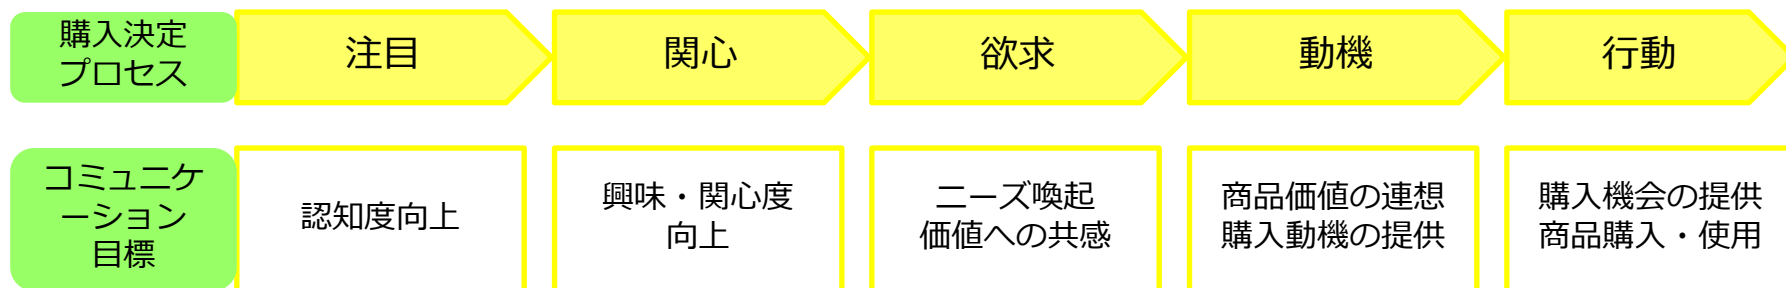 購入決定
プロセス
注目
関心
欲求
動機
行動
コミュニケ
ーション
目標
認知度向上
興味・関心度
向上
ニーズ喚起
価値への共感
商品価値の連想
購入動機の提供
購入機会の提供
商品購入・使用